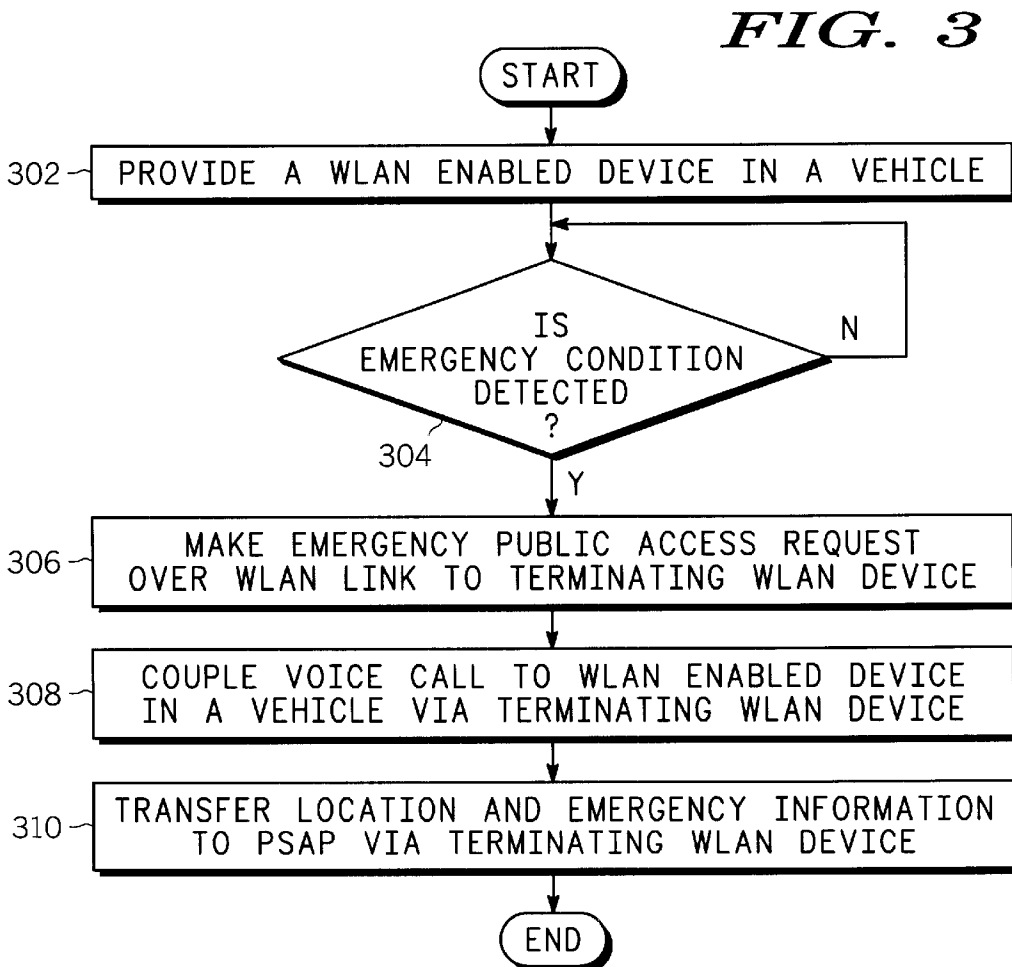 FIG. 3
START
302
PROVIDE A WLAN ENABLED DEVICE IN A VEHICLE
IS
EMERGENCY CONDITION
DETECTED
?
N
304
Y
306
MAKE EMERGENCY PUBLIC ACCESS REQUEST
OVER WLAN LINK TO TERMINATING WLAN DEVICE
308
COUPLE VOICE CALL TO WLAN ENABLED DEVICE
IN A VEHICLE VIA TERMINATING WLAN DEVICE
310
TRANSFER LOCATION AND EMERGENCY INFORMATION
TO PSAP VIA TERMINATING WLAN DEVICE
END